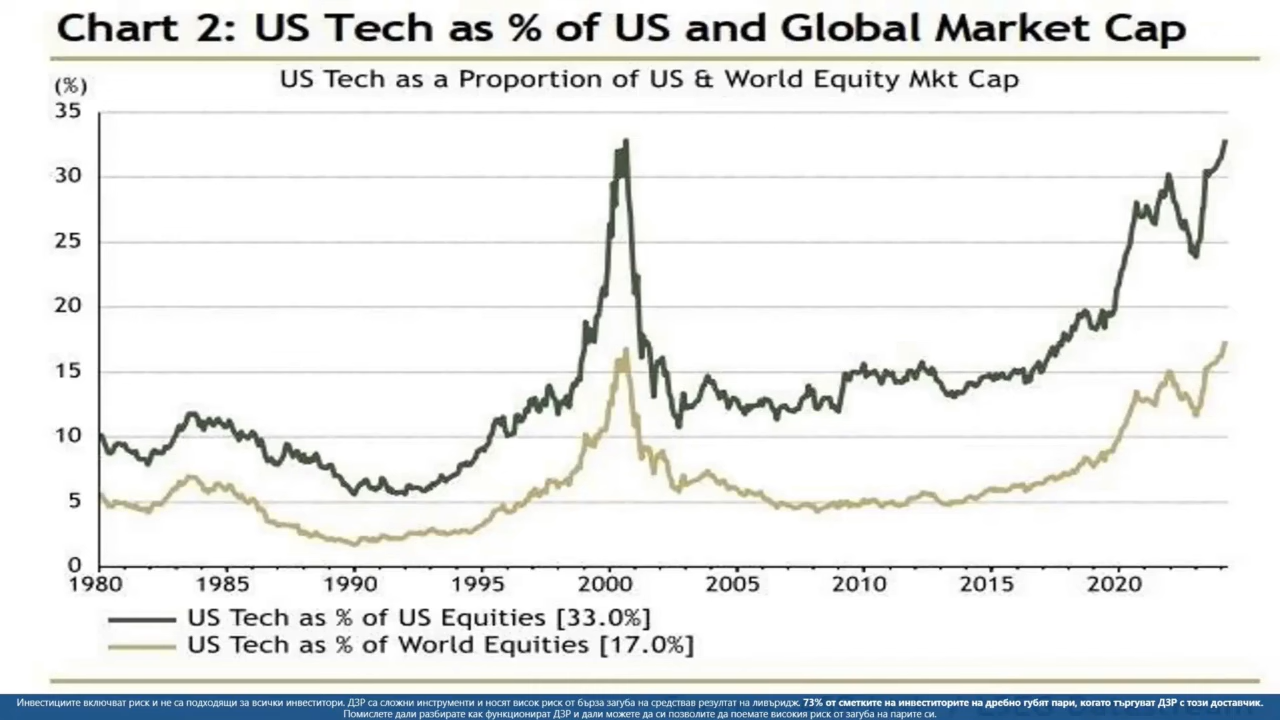 Chart 2: US Tech as % of US and Global Market Cap
US Tech as a Proportion of US & World Equity Mkt Cap
(%)
35
30
25
20
15
10
5
0
1980 1985 1990 1995 2000 2005 2010 2015 2020
US Tech as % of US Equities [33.0%]
US Tech as % of World Equities [17.0%]
Инвестициите включват риск и не са подходящи за всички инвеститори. ДЗР са сложни инструменти и носят висок риск от бърза загуба на средствав резултат на ливъридж. 73% от сметките на инвеститорите на дребно губят пари, когато търгуват ДЗР с този доставчик.
Помислете дали разбирате как функционират ДЗР и дали можете да си позволите да поемате високия риск от загуба на парите си.